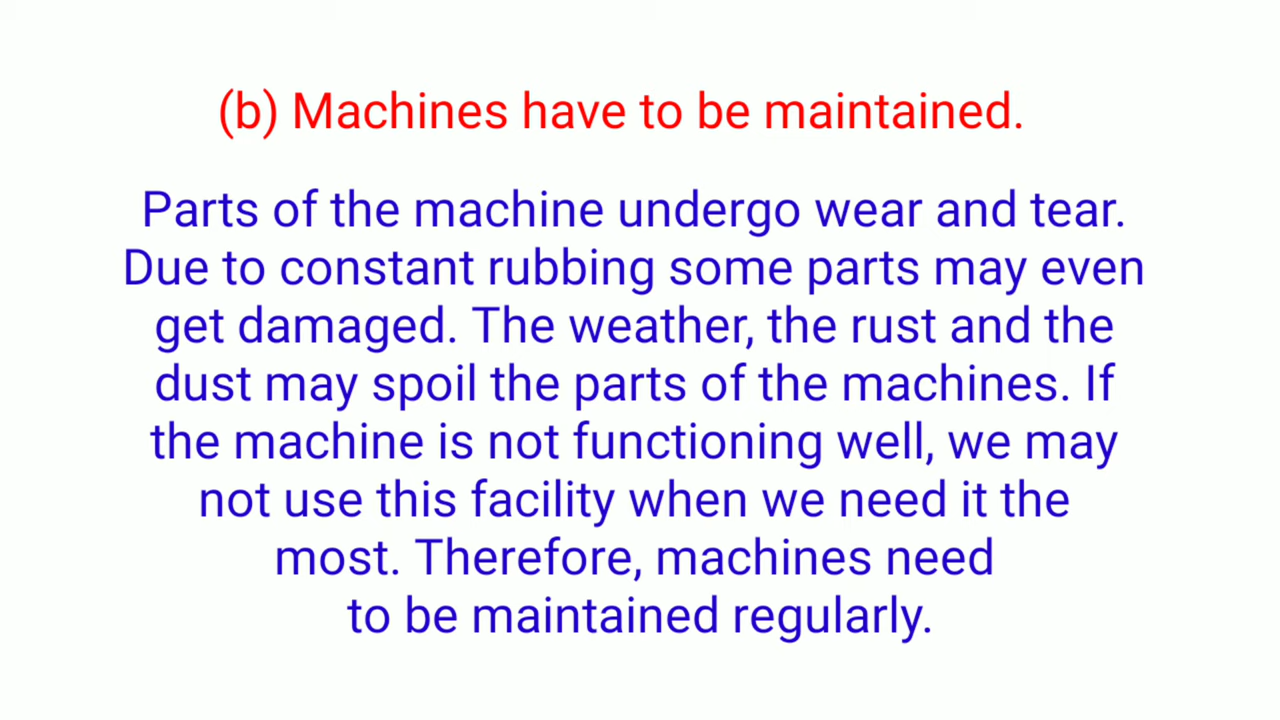 (b) Machines have to be maintained.
Parts of the machine undergo wear and tear.
Due to constant rubbing some parts may even
get damaged. The weather, the rust and the
dust may spoil the parts of the machines. If
the machine is not functioning well, we may
not use this facility when we need it the
most. Therefore, machines need
to be maintained regularly.